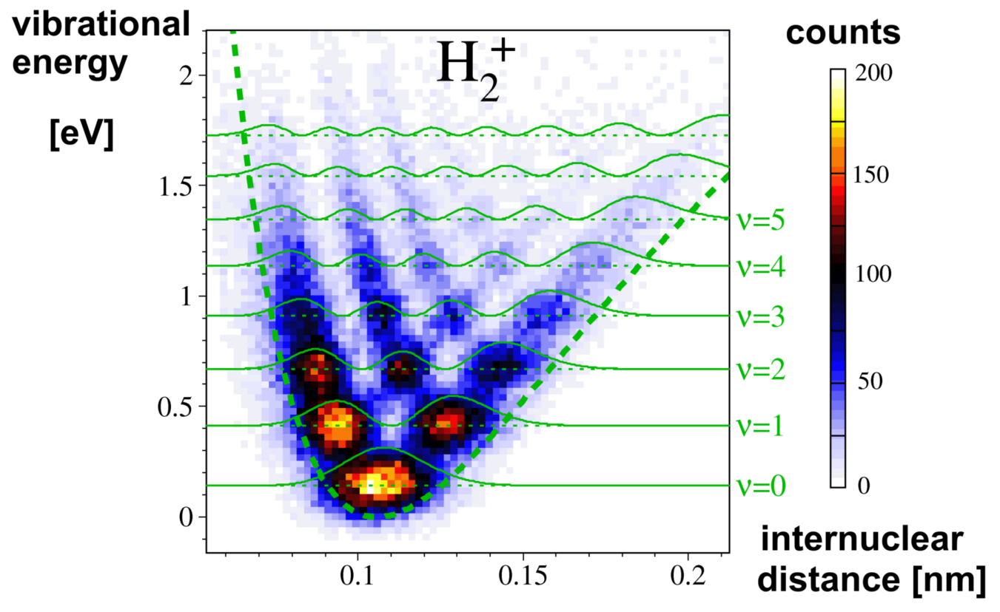 vibrational
energy
[eV]
H₂⁺
counts
2
1.5
1
0.5
0
ν=5
ν=4
ν=3
ν=2
ν=1
ν=0
200
150
100
50
0
0.1
0.15
0.2
internuclear
distance [nm]